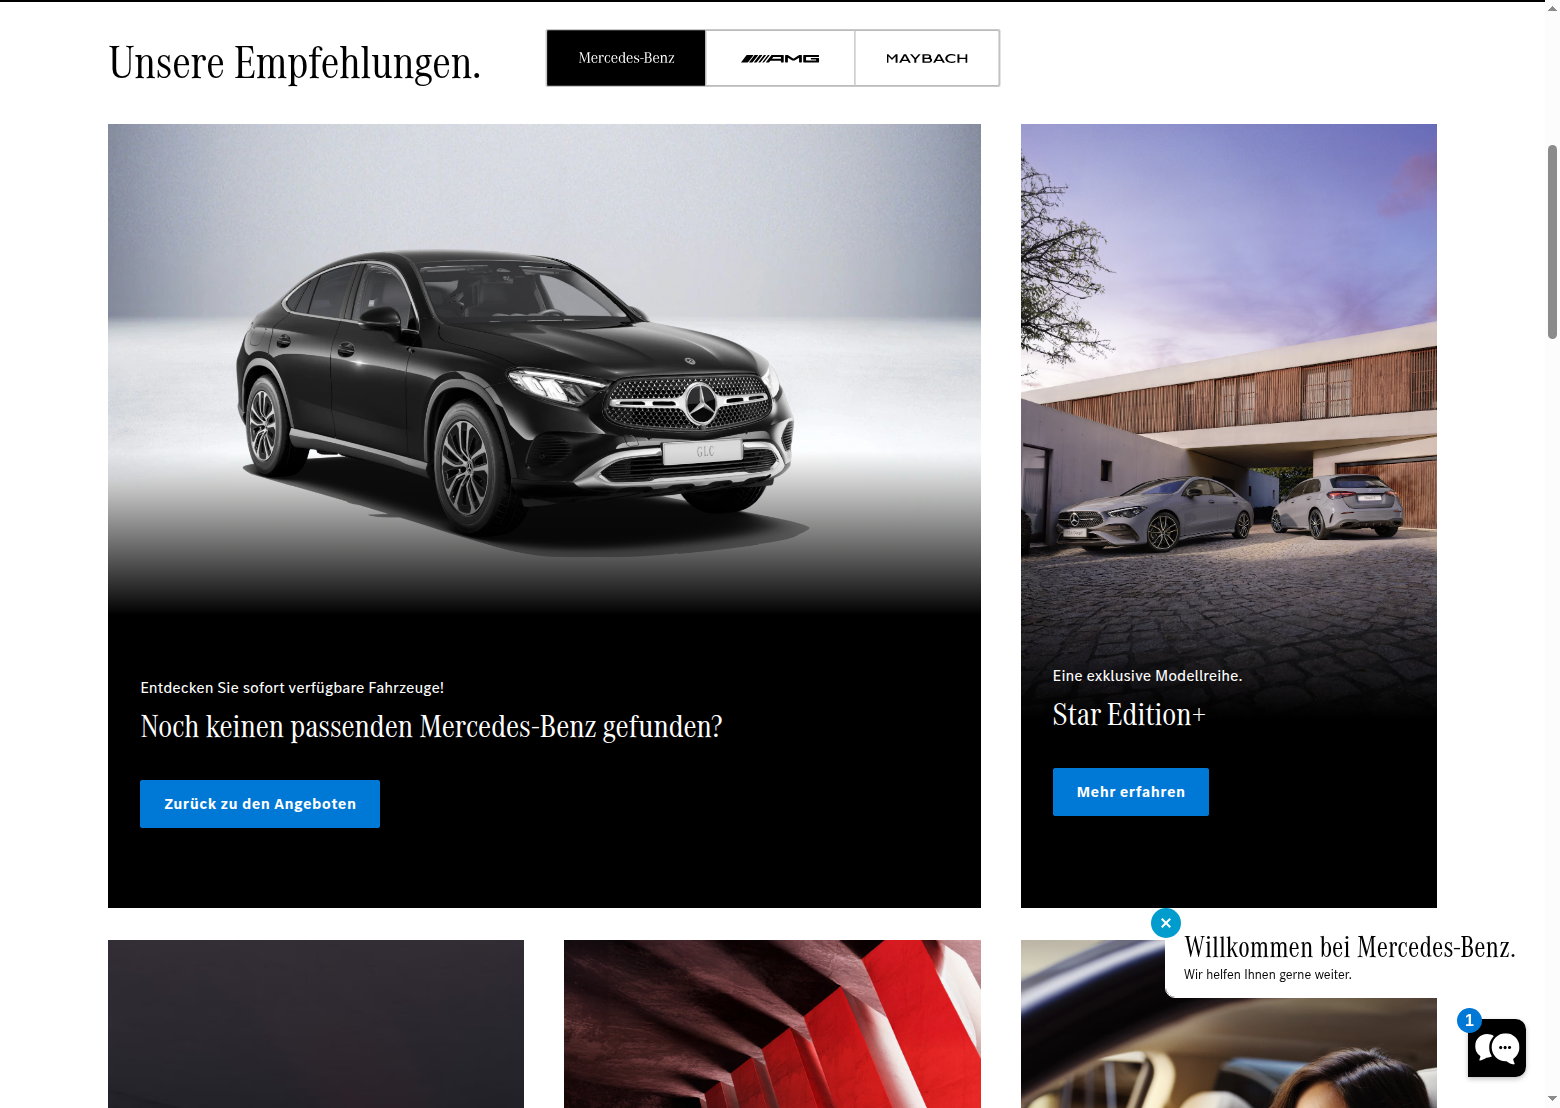 Unsere Empfehlungen.
Mercedes-Benz
AMG
MAYBACH
GLC
Entdecken Sie sofort verfügbare Fahrzeuge!
Noch keinen passenden Mercedes-Benz gefunden?
Zurück zu den Angeboten
Eine exklusive Modellreihe.
Star Edition+
Mehr erfahren
Willkommen bei Mercedes-Benz.
Wir helfen Ihnen gerne weiter.
1